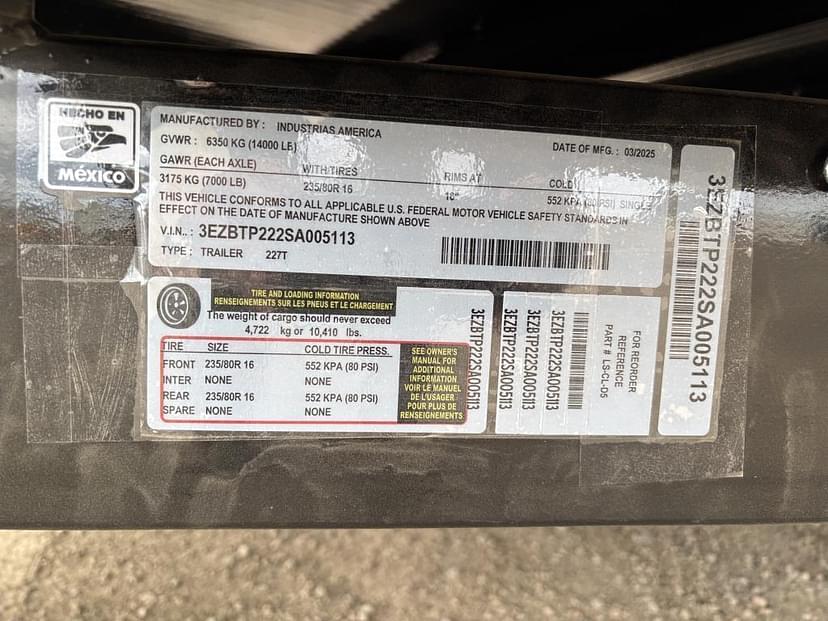 HECHO EN
MÉXICO
MANUFACTURED BY : INDUSTRIAS AMERICA
GVWR : 6350 KG (14000 LB)
DATE OF MFG. : 03/2025
GAWR (EACH AXLE) WITH/TIRES RIMS AT COLD
3175 KG (7000 LB) 235/80R 16 16" 552 KPA (80 PSI) SINGLE
THIS VEHICLE CONFORMS TO ALL APPLICABLE U.S. FEDERAL MOTOR VEHICLE SAFETY STANDARDS IN
EFFECT ON THE DATE OF MANUFACTURE SHOWN ABOVE
V.I.N.. : 3EZBTP222SA005113
TYPE : TRAILER 227T
TIRE AND LOADING INFORMATION
RENSEIGNEMENTS SUR LES PNEUS ET LE CHARGEMENT
The weight of cargo should never exceed
4,722 kg or 10,410 lbs.
TIRE SIZE COLD TIRE PRESS.
FRONT 235/80R 16 552 KPA (80 PSI)
INTER NONE NONE
REAR 235/80R 16 552 KPA (80 PSI)
SPARE NONE NONE
SEE OWNER'S
MANUAL FOR
ADDITIONAL
INFORMATION
VOIR LE MANUEL
DE L'USAGER
POUR PLUS DE
RENSEIGNEMENTS
3EZBTP222SA005113
3EZBTP222SA005113
3EZBTP222SA005113
3EZBTP222SA005113
FOR REORDER
REFERENCE
PART # LS-CL-05
3EZBTP222SA005113